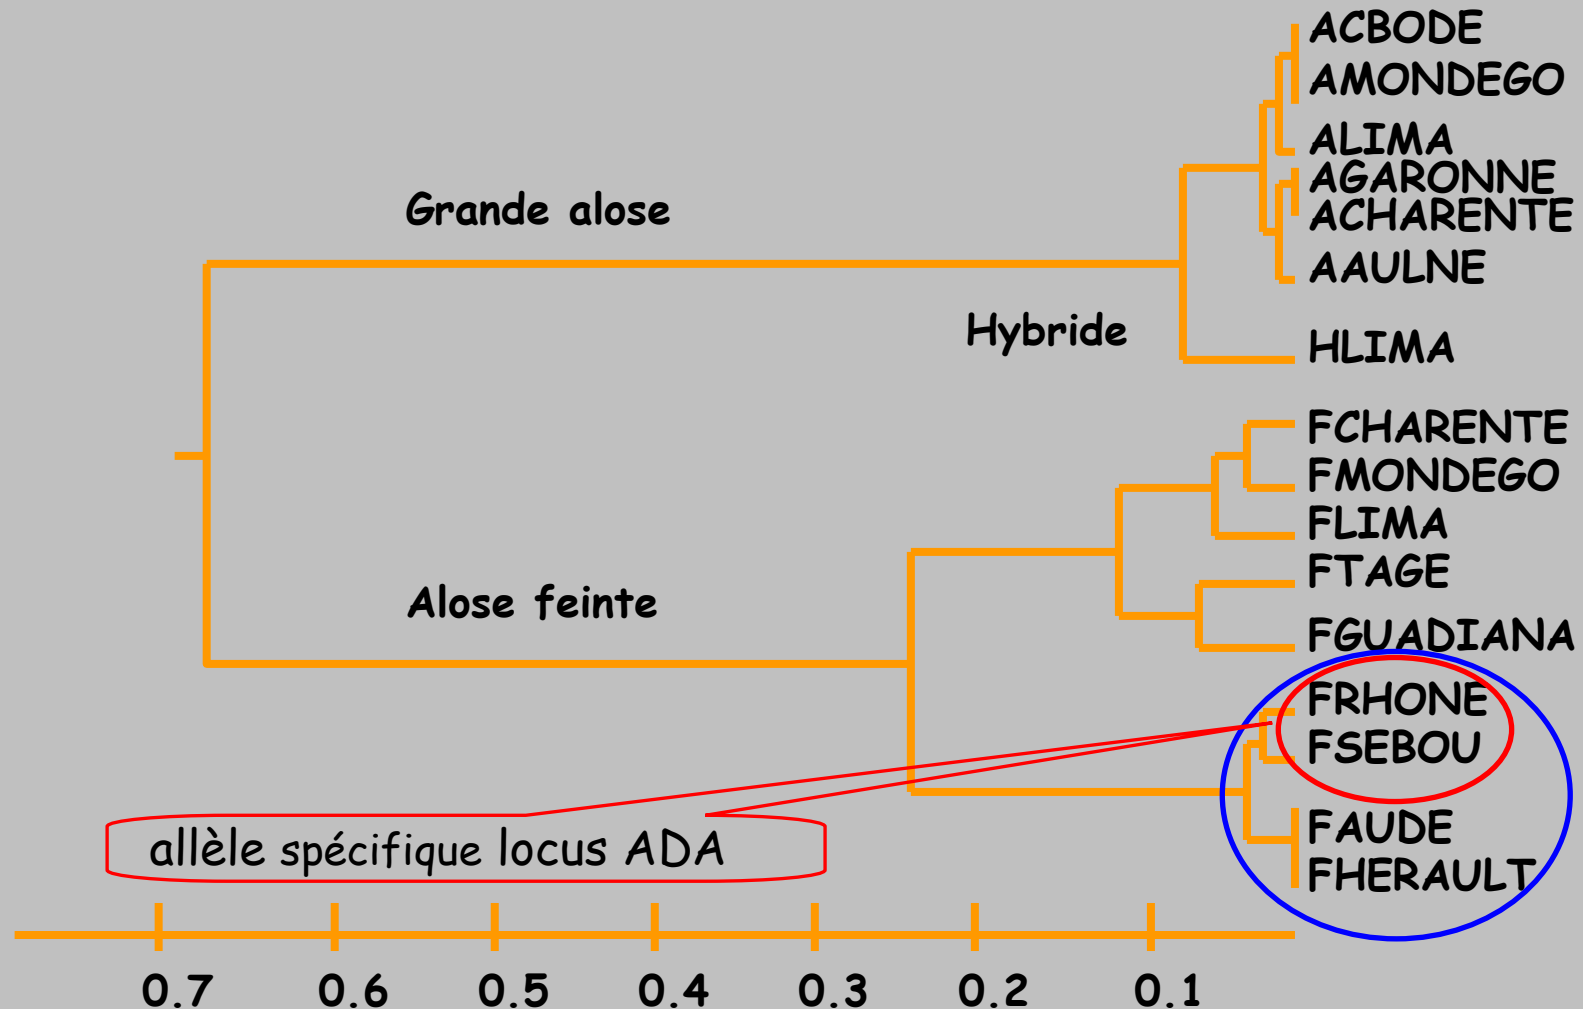 ACBODE
AMONDEGO
ALIMA
AGARONNE
Grande alose
ACHARENTE
AAULNE
Hybride
HLIMA
FCHARENTE
FMONDEGO
FLIMA
FTAGE
Alose feinte
FGUADIANA
FRHONE
FSEBOU
FAUDE
allèle spécifique locus ADA
FHERAULT
0.7 0.6 0.5 0.4 0.3 0.2 0.1